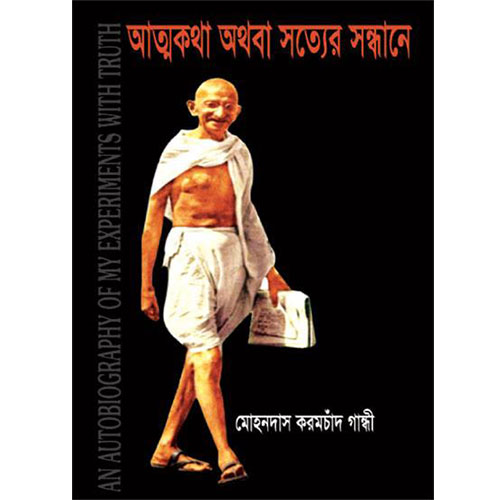 আত্মকথা অথবা সত্যের সন্ধানে
AN AUTOBIOGRAPHY OF MY EXPERIMENTS WITH TRUTH
মোহনদাস করমচাঁদ গান্ধী